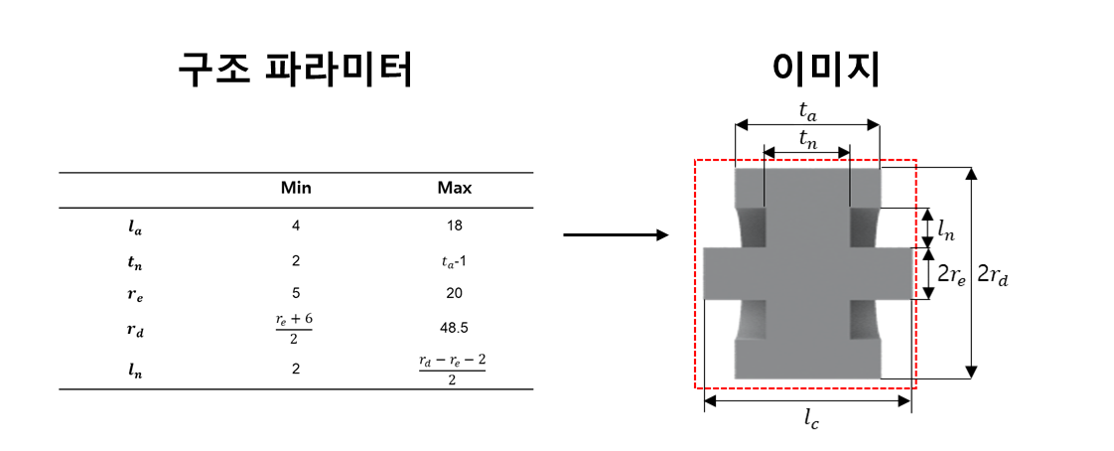 구조 파라미터
이미지
Min Max
l_a 4 18
t_n 2 t_a-1
r_e 5 20
r_d (r_e + 6)/2 48.5
l_n 2 (r_d − r_e − 2)/2
t_a
t_n
l_n
2r_e 2r_d
l_c